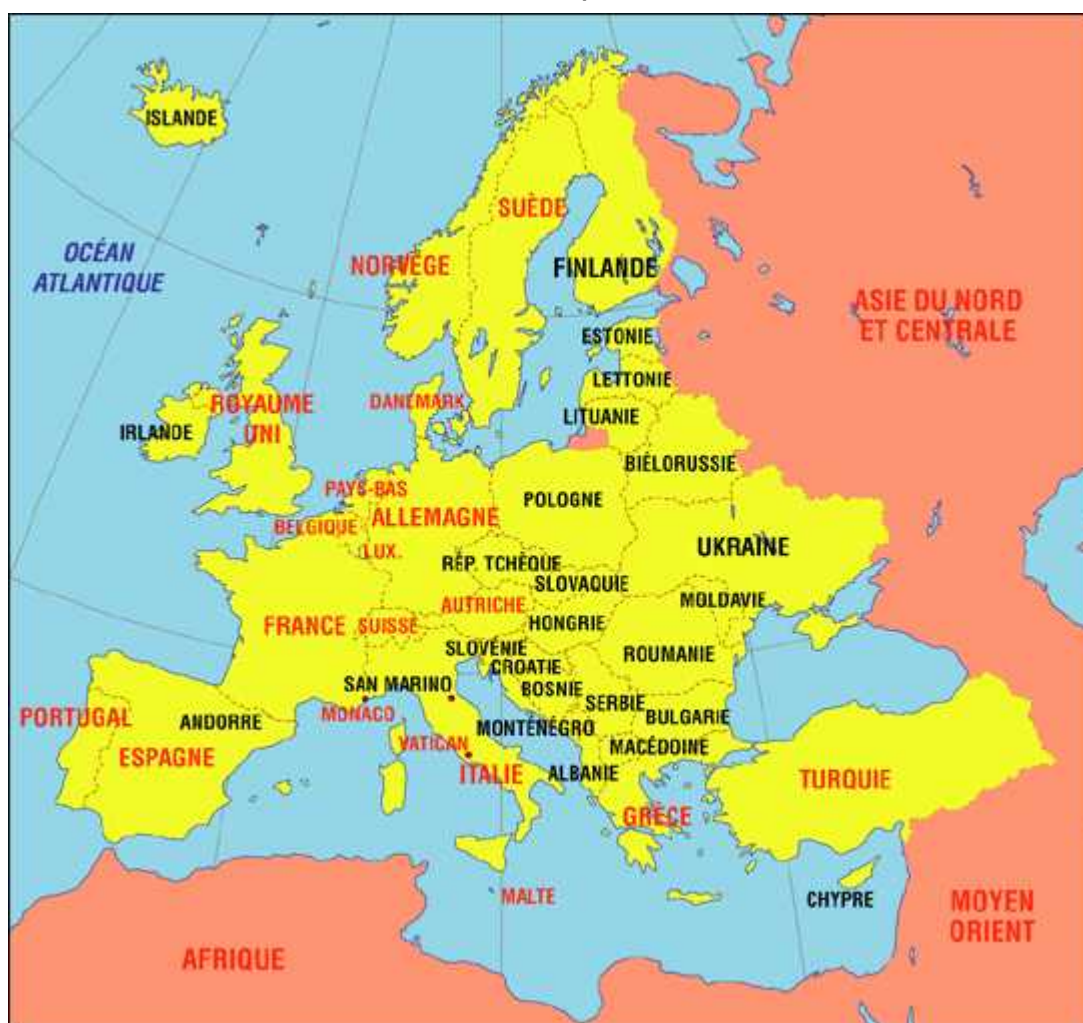 ISLANDE
SUÈDE
OCÉAN
ATLANTIQUE
NORVÈGE
FINLANDE
ASIE DU NORD
ET CENTRALE
ESTONIE
LETTONIE
DANEMARK
ROYAUME
UNI
LITUANIE
IRLANDE
BIÉLORUSSIE
PAYS-BAS
POLOGNE
ALLEMAGNE
BELGIQUE
UKRAINE
LUX.
RÉP. TCHÈQUE
SLOVAQUIE
MOLDAVIE
AUTRICHE
HONGRIE
FRANCE
SUISSE
SLOVÉNIE
ROUMANIE
CROATIE
SAN MARINO
BOSNIE
SERBIE
MONACO
PORTUGAL
ANDORRE
BULGARIE
MONTÉNÉGRO
VATICAN
MACÉDOINE
ESPAGNE
ITALIE
ALBANIE
TURQUIE
GRÈCE
MALTE
CHYPRE
MOYEN
ORIENT
AFRIQUE